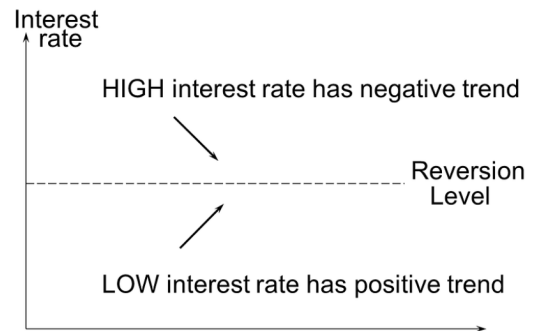 Interest
rate
HIGH interest rate has negative trend
Reversion
Level
LOW interest rate has positive trend